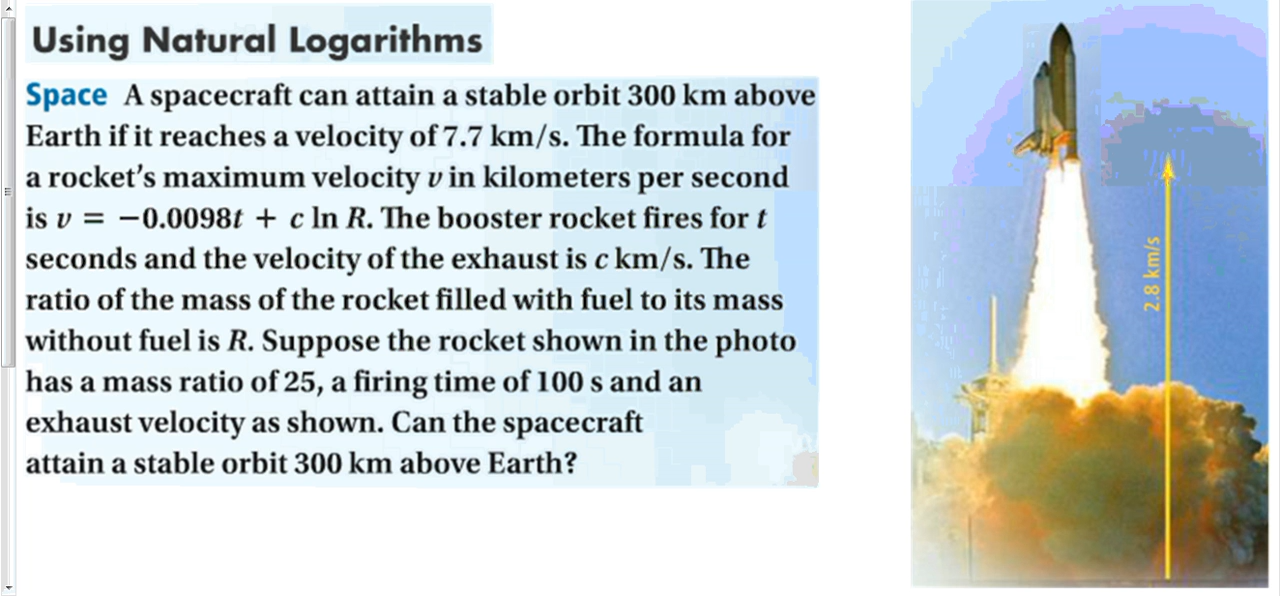 Using Natural Logarithms
Space A spacecraft can attain a stable orbit 300 km above
Earth if it reaches a velocity of 7.7 km/s. The formula for
a rocket's maximum velocity v in kilometers per second
is v = −0.0098t + c ln R. The booster rocket fires for t
seconds and the velocity of the exhaust is c km/s. The
ratio of the mass of the rocket filled with fuel to its mass
without fuel is R. Suppose the rocket shown in the photo
has a mass ratio of 25, a firing time of 100 s and an
exhaust velocity as shown. Can the spacecraft
attain a stable orbit 300 km above Earth?
2.8 km/s